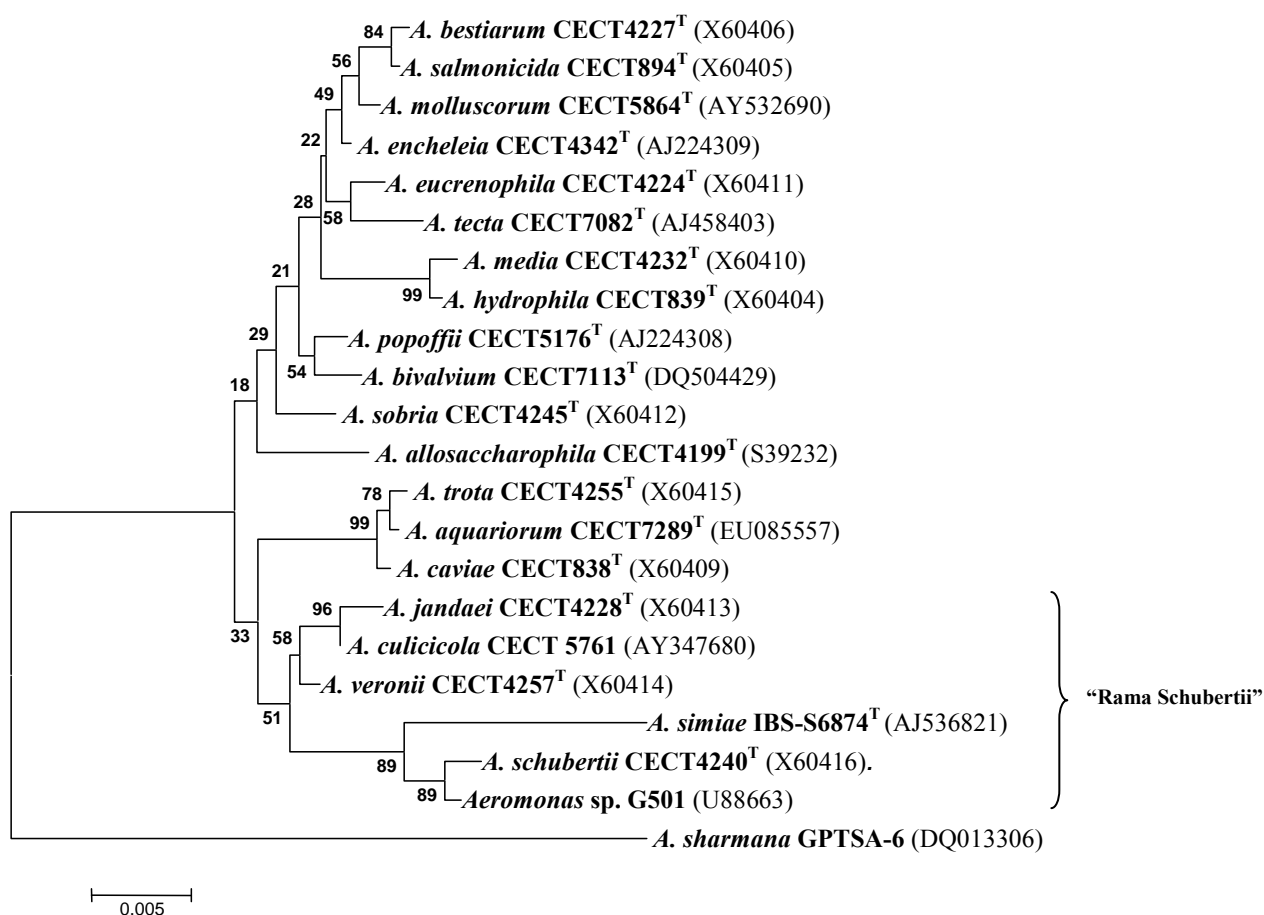 84
A. bestiarum CECT4227T (X60406)
A. salmonicida CECT894T (X60405)
56
A. molluscorum CECT5864T (AY532690)
49
A. encheleia CECT4342T (AJ224309)
22
A. eucrenophila CECT4224T (X60411)
28
58
A. tecta CECT7082T (AJ458403)
A. media CECT4232T (X60410)
21
99
A. hydrophila CECT839T (X60404)
29
A. popoffii CECT5176T (AJ224308)
54
A. bivalvium CECT7113T (DQ504429)
18
A. sobria CECT4245T (X60412)
A. allosaccharophila CECT4199T (S39232)
78
A. trota CECT4255T (X60415)
99
A. aquariorum CECT7289T (EU085557)
A. caviae CECT838T (X60409)
96
A. jandaei CECT4228T (X60413)
33
58
A. culicicola CECT 5761 (AY347680)
A. veronii CECT4257T (X60414)
“Rama Schubertii”
51
A. simiae IBS-S6874T (AJ536821)
89
A. schubertii CECT4240T (X60416).
89
Aeromonas sp. G501 (U88663)
A. sharmana GPTSA-6 (DQ013306)
0.005